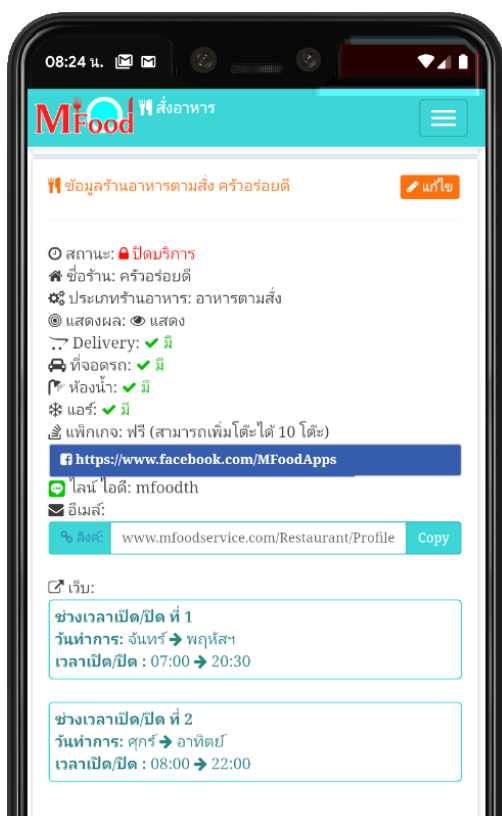 08:24 น.
MFood สั่งอาหาร
ข้อมูลร้านอาหารตามสั่ง ครัวอร่อยดี
แก้ไข
สถานะ: ปิดบริการ
ชื่อร้าน: ครัวอร่อยดี
ประเภทร้านอาหาร: อาหารตามสั่ง
แสดงผล: แสดง
Delivery: มี
ที่จอดรถ: มี
ห้องน้ำ: มี
แอร์: มี
แพ็กเกจ: ฟรี (สามารถเพิ่มโต๊ะได้ 10 โต๊ะ)
https://www.facebook.com/MFoodApps
ไลน์ ไอดี: mfoodth
อีเมล์:
ลิงค์: www.mfoodservice.com/Restaurant/Profile Copy
เว็บ:
ช่วงเวลาเปิด/ปิด ที่ 1
วันทำการ: จันทร์ ➔ พฤหัสฯ
เวลาเปิด/ปิด : 07:00 ➔ 20:30
ช่วงเวลาเปิด/ปิด ที่ 2
วันทำการ: ศุกร์ ➔ อาทิตย์
เวลาเปิด/ปิด : 08:00 ➔ 22:00